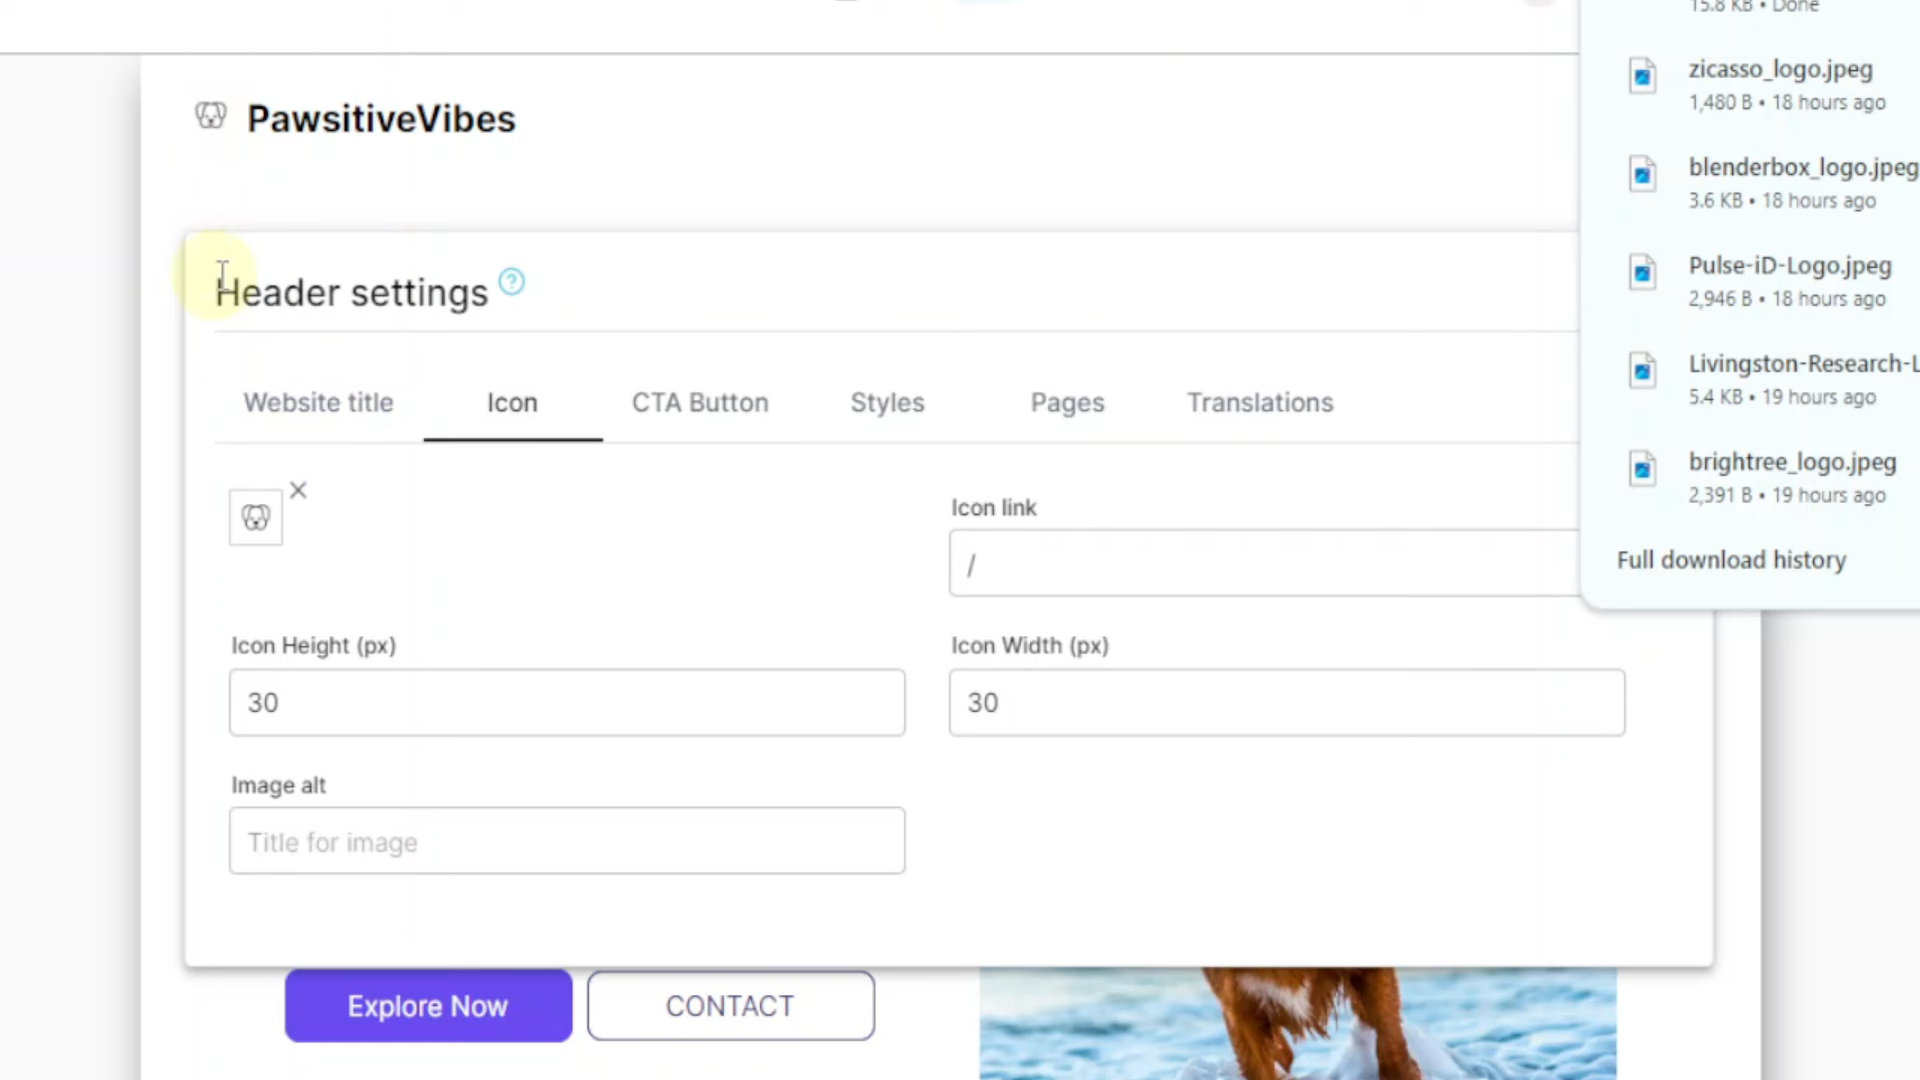 15.8 KB • Done
zicasso_logo.jpeg
1,480 B • 18 hours ago
blenderbox_logo.jpeg
3.6 KB • 18 hours ago
Pulse-iD-Logo.jpeg
2,946 B • 18 hours ago
Livingston-Research-L
5.4 KB • 19 hours ago
brightree_logo.jpeg
2,391 B • 19 hours ago
Full download history
PawsitiveVibes
Header settings ?
Website title Icon CTA Button Styles Pages Translations
Icon link
/
Icon Height (px) Icon Width (px)
30 30
Image alt
Title for image
Explore Now CONTACT